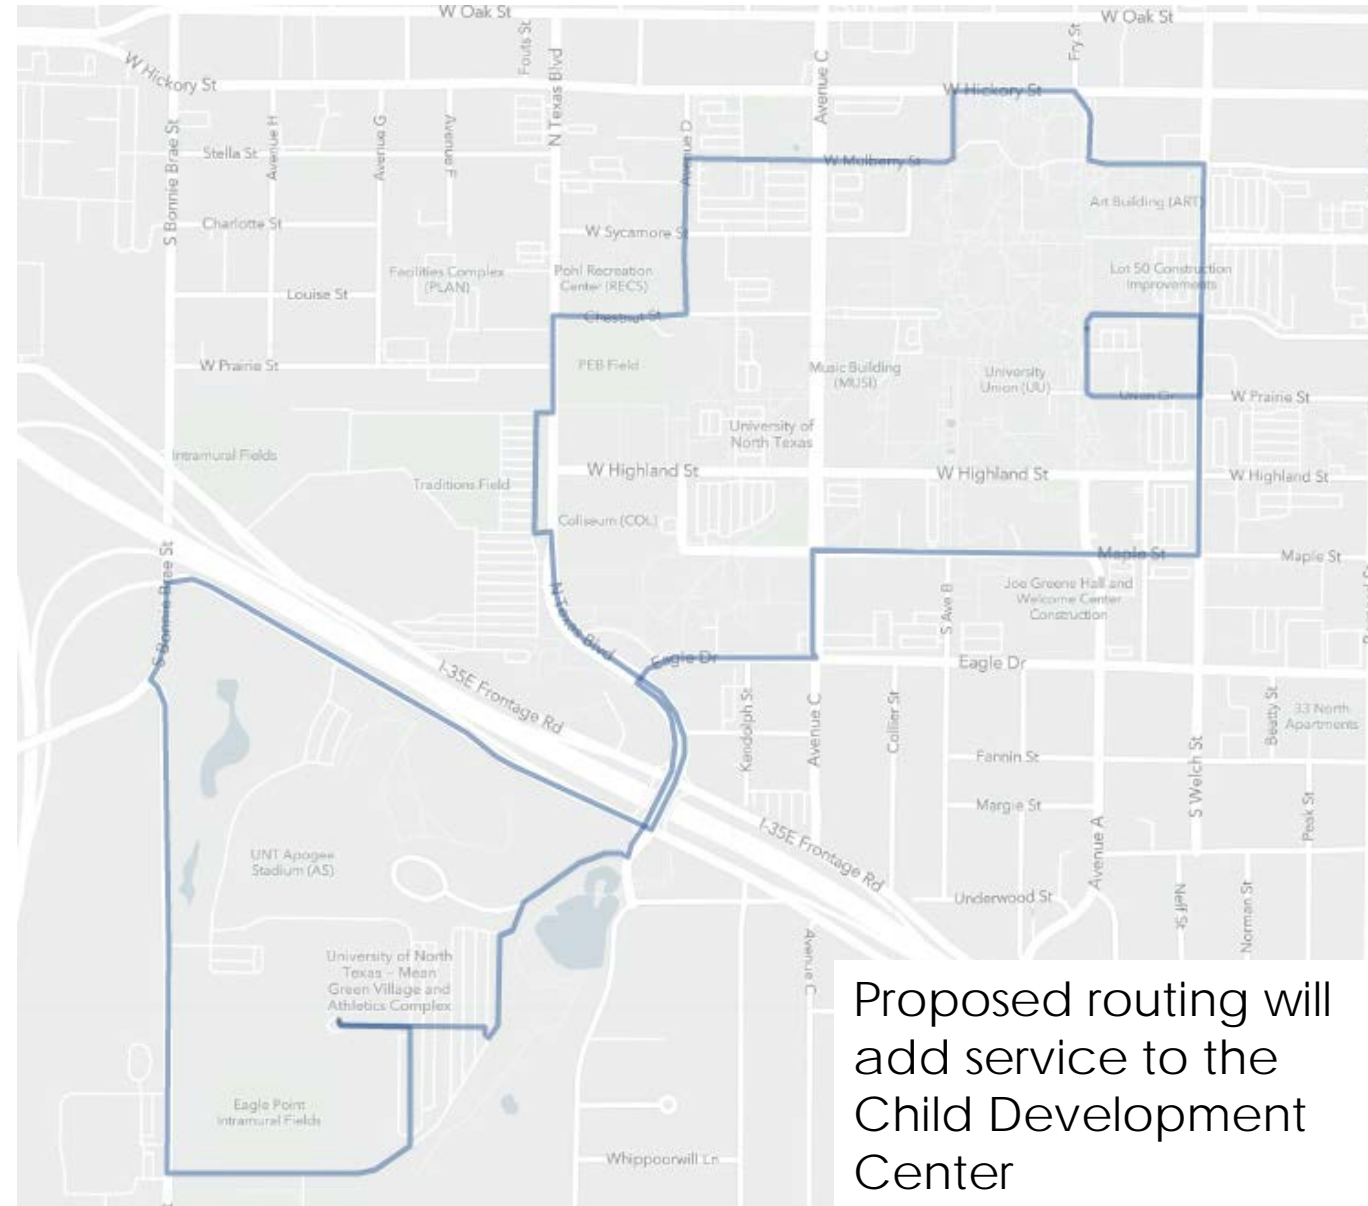 W Oak St
W Oak St
Fouts St
N Texas Blvd
Avenue C
Fry St
W Hickory St
W Hickory St
S Bonnie Brae St
Avenue H
Avenue G
Avenue F
Avenue D
Stella St
W Mulberry St
Charlotte St
W Sycamore St
Art Building (ART)
Facilities Complex
(PLAN)
Pohl Recreation
Center (RECS)
Lot 50 Construction
Improvements
Louise St
Chestnut St
W Prairie St
PEB Field
Music Building
(MUSI)
University
Union (UU)
Union Cir
W Prairie St
University of
North Texas
Intramural Fields
Traditions Field
W Highland St
W Highland St
W Highland St
Coliseum (COL)
Maple St
Maple St
S Bonnie Brae St
N Texas Blvd
Joe Greene Hall and
Welcome Center
Construction
S Ave B
Eagle Dr
Eagle Dr
I-35E Frontage Rd
Kendolph St
Avenue C
Collier St
Beatty St
33 North
Apartments
Fannin St
S Welch St
Margie St
Peak St
I-35E Frontage Rd
Avenue A
UNT Apogee
Stadium (AS)
Underwood St
Neff St
Norman St
Avenue C
University of North
Texas – Mean
Green Village and
Athletics Complex
Eagle Point
Intramural Fields
Whippoorwill Ln
Proposed routing will
add service to the
Child Development
Center